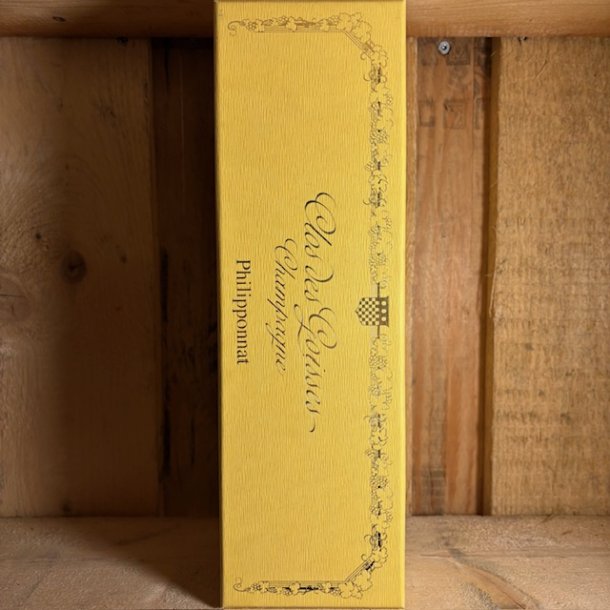 Clos des Goisses
Champagne
Philipponnat